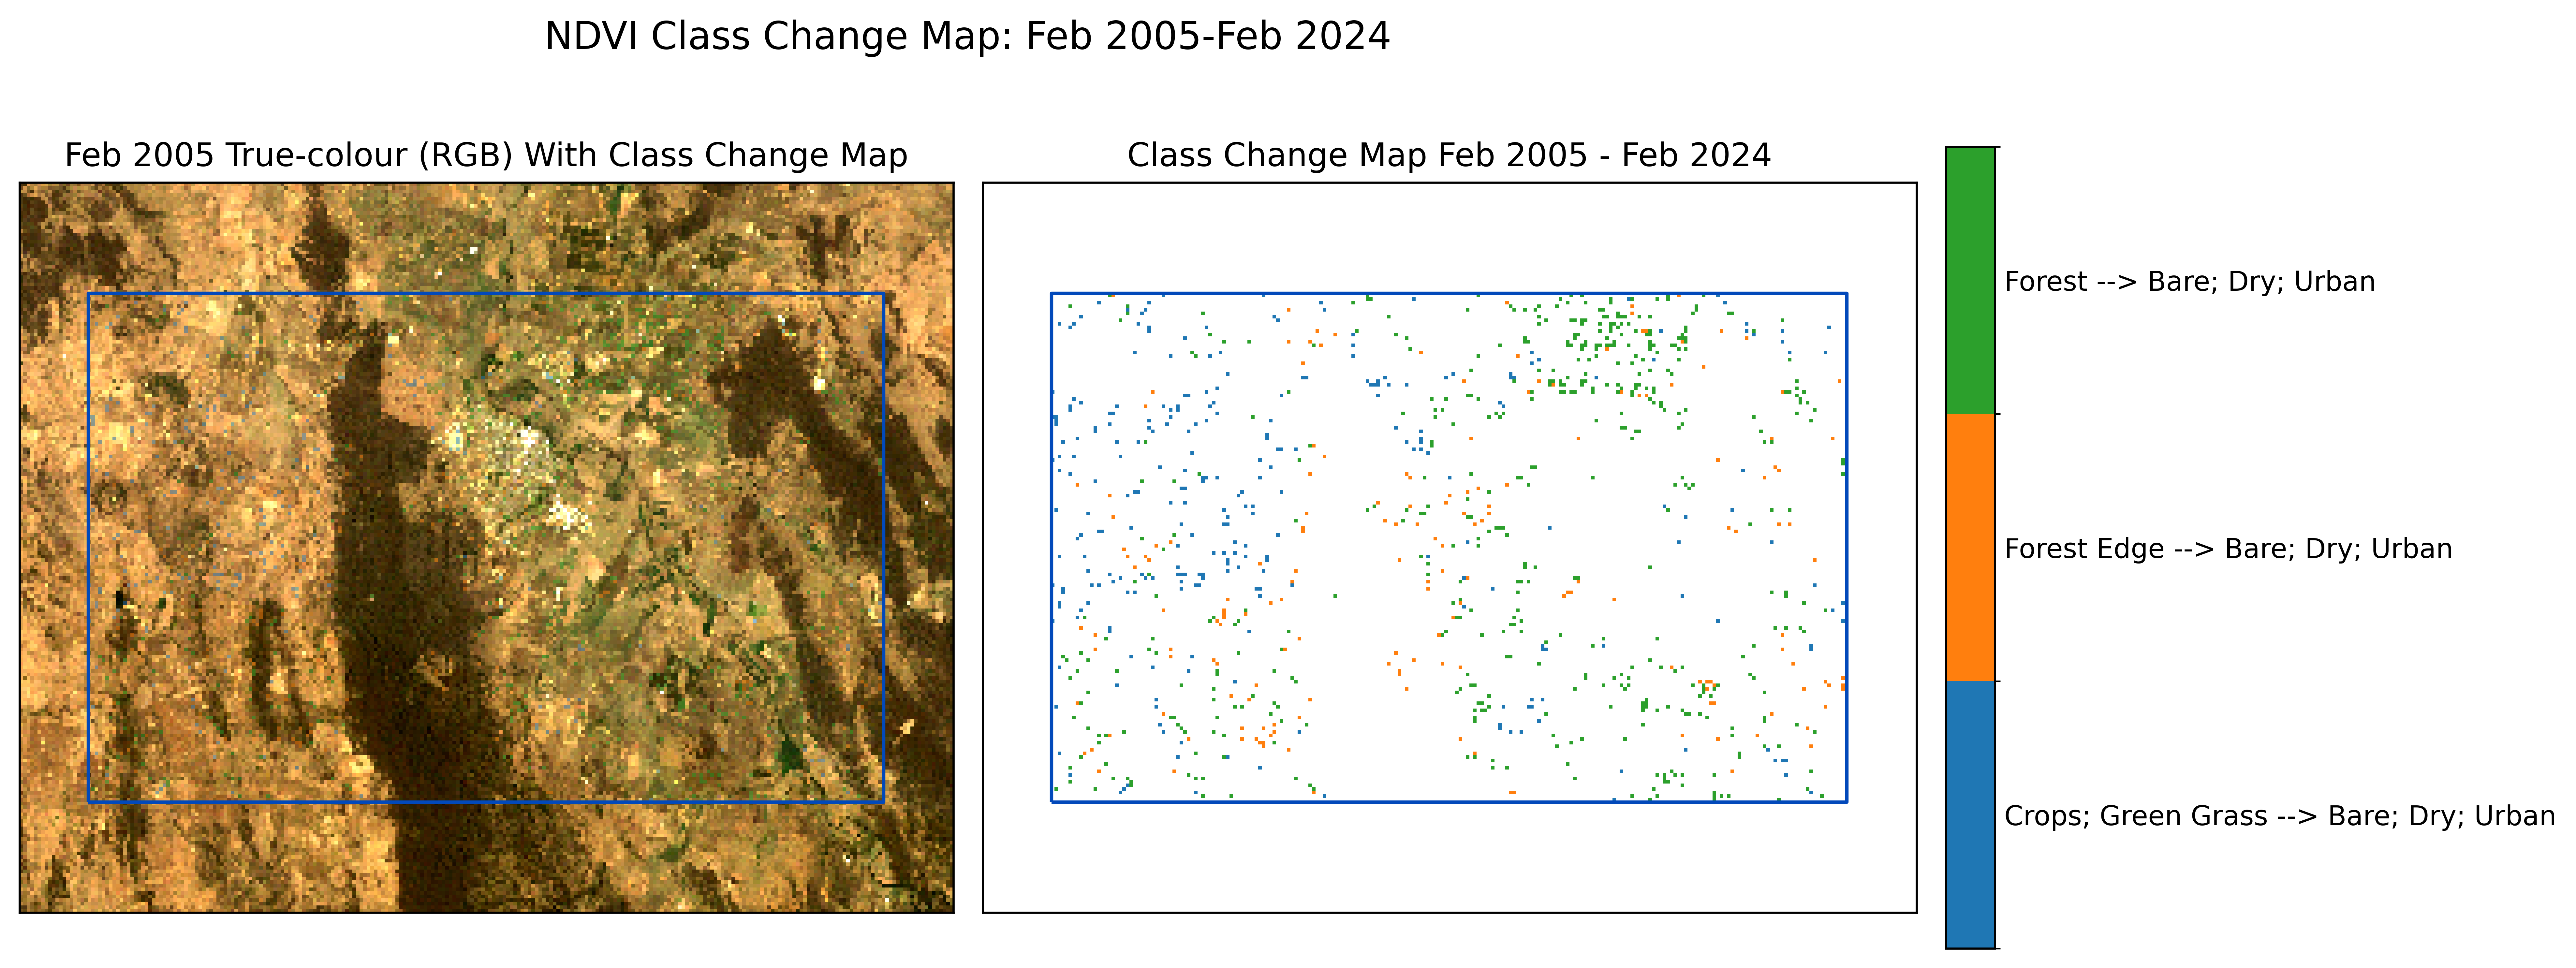 NDVI Class Change Map: Feb 2005-Feb 2024
Feb 2005 True-colour (RGB) With Class Change Map
Class Change Map Feb 2005 - Feb 2024
Forest --> Bare; Dry; Urban
Forest Edge --> Bare; Dry; Urban
Crops; Green Grass --> Bare; Dry; Urban